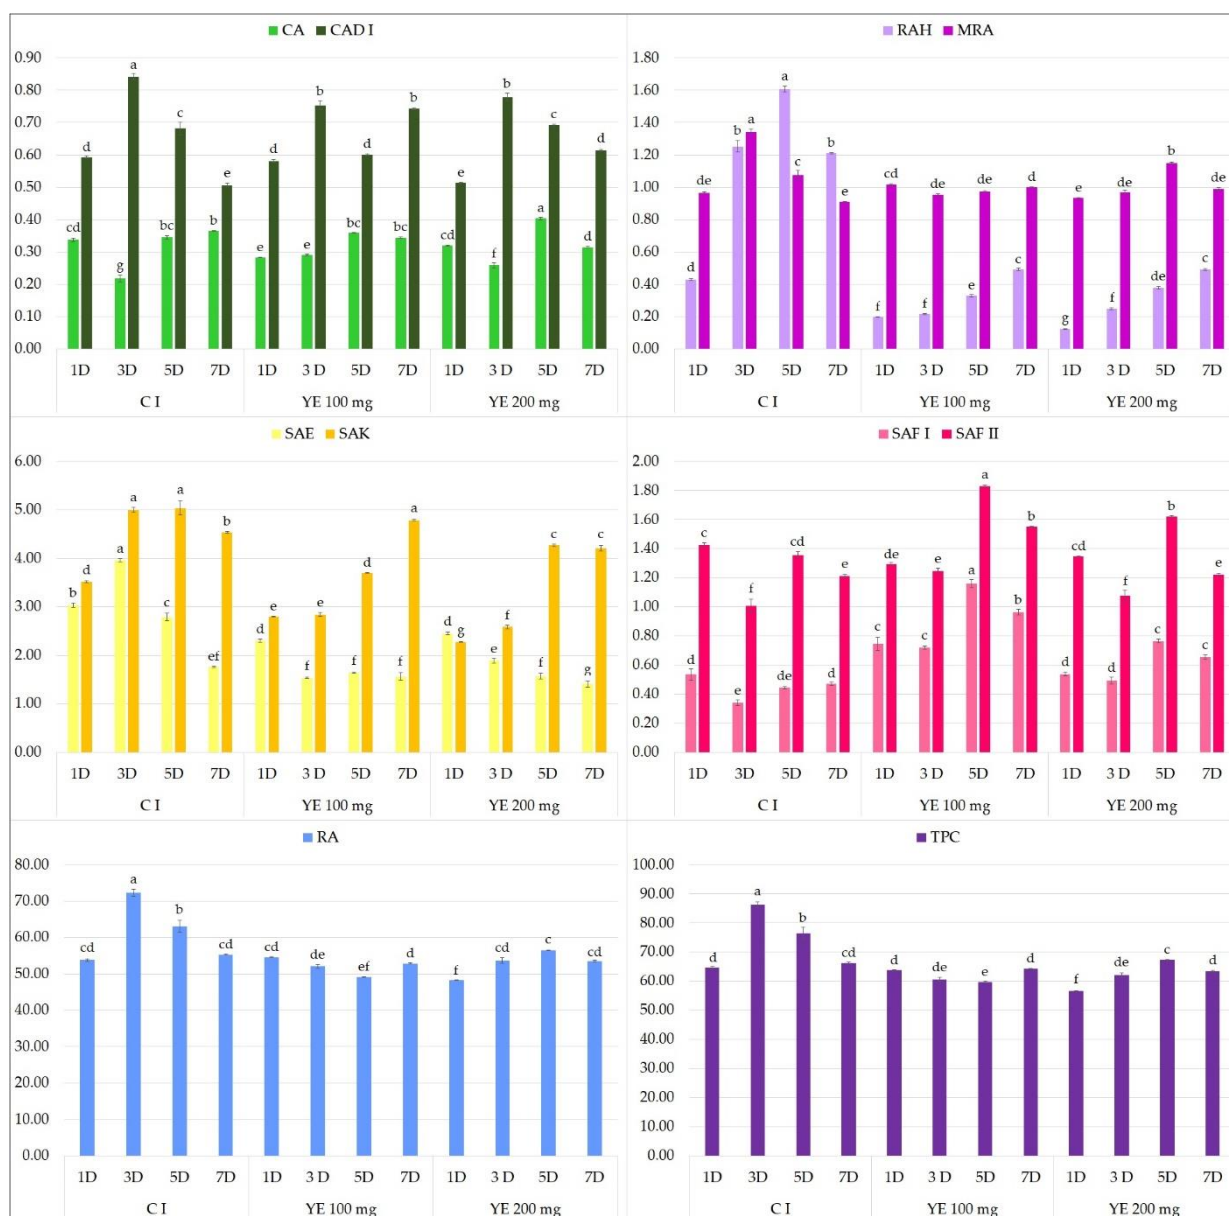 CA CAD I
0.90
0.80
0.70
0.60
0.50
0.40
0.30
0.20
0.10
0.00
cd d g a bc c b e
e d e b bc d bc b
cd e f b a c d d
1D 3D 5D 7D 1D 3 D 5D 7D 1D 3 D 5D 7D
C I YE 100 mg YE 200 mg
RAH MRA
1.80
1.60
1.40
1.20
1.00
0.80
0.60
0.40
0.20
0.00
d de b a a c b e
f cd f de e de c d
g e f de de b c de
1D 3D 5D 7D 1D 3 D 5D 7D 1D 3 D 5D 7D
C I YE 100 mg YE 200 mg
SAE SAK
6.00
5.00
4.00
3.00
2.00
1.00
0.00
b d a a c a ef b
d e f e f d f a
d g e f f c g c
1D 3D 5D 7D 1D 3 D 5D 7D 1D 3 D 5D 7D
C I YE 100 mg YE 200 mg
SAF I SAF II
2.00
1.80
1.60
1.40
1.20
1.00
0.80
0.60
0.40
0.20
0.00
d c e f de cd d e
c de c e a a b b
d cd d f c b c e
1D 3D 5D 7D 1D 3 D 5D 7D 1D 3 D 5D 7D
C I YE 100 mg YE 200 mg
RA
80.00
70.00
60.00
50.00
40.00
30.00
20.00
10.00
0.00
cd a b cd cd de ef d f cd c cd
1D 3D 5D 7D 1D 3 D 5D 7D 1D 3 D 5D 7D
C I YE 100 mg YE 200 mg
TPC
100.00
90.00
80.00
70.00
60.00
50.00
40.00
30.00
20.00
10.00
0.00
d a b cd d de e d f de c d
1D 3D 5D 7D 1D 3 D 5D 7D 1D 3 D 5D 7D
C I YE 100 mg YE 200 mg